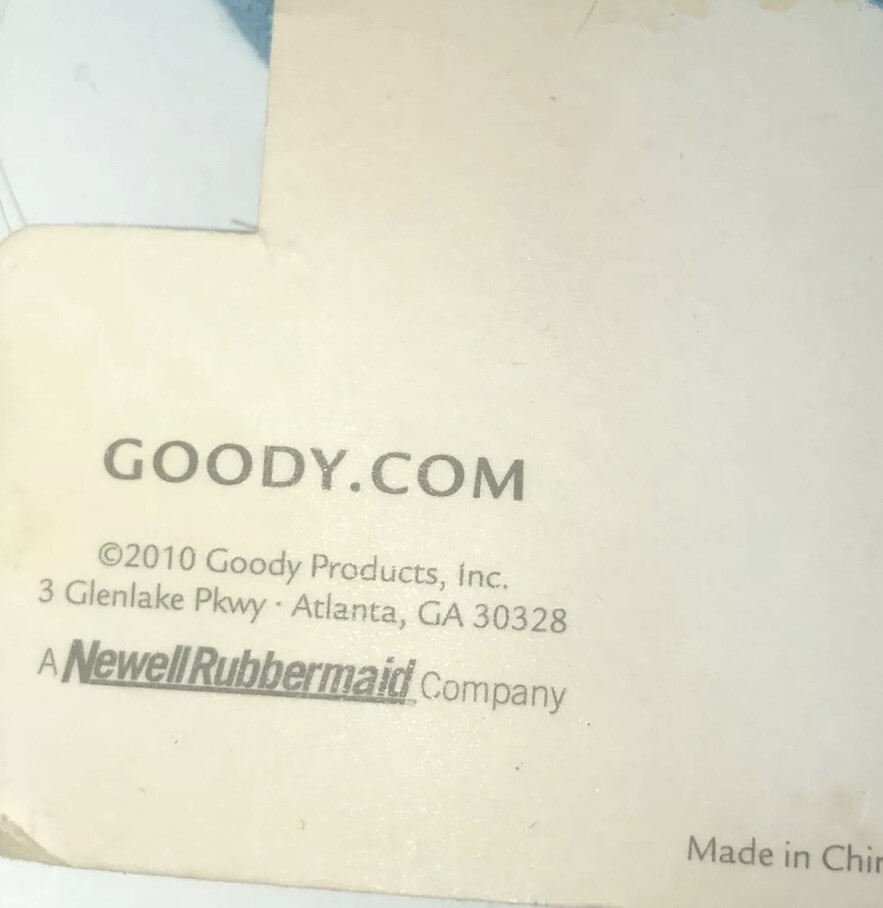 GOODY.COM
©2010 Goody Products, Inc.
3 Glenlake Pkwy · Atlanta, GA 30328
A NewellRubbermaid Company
Made in